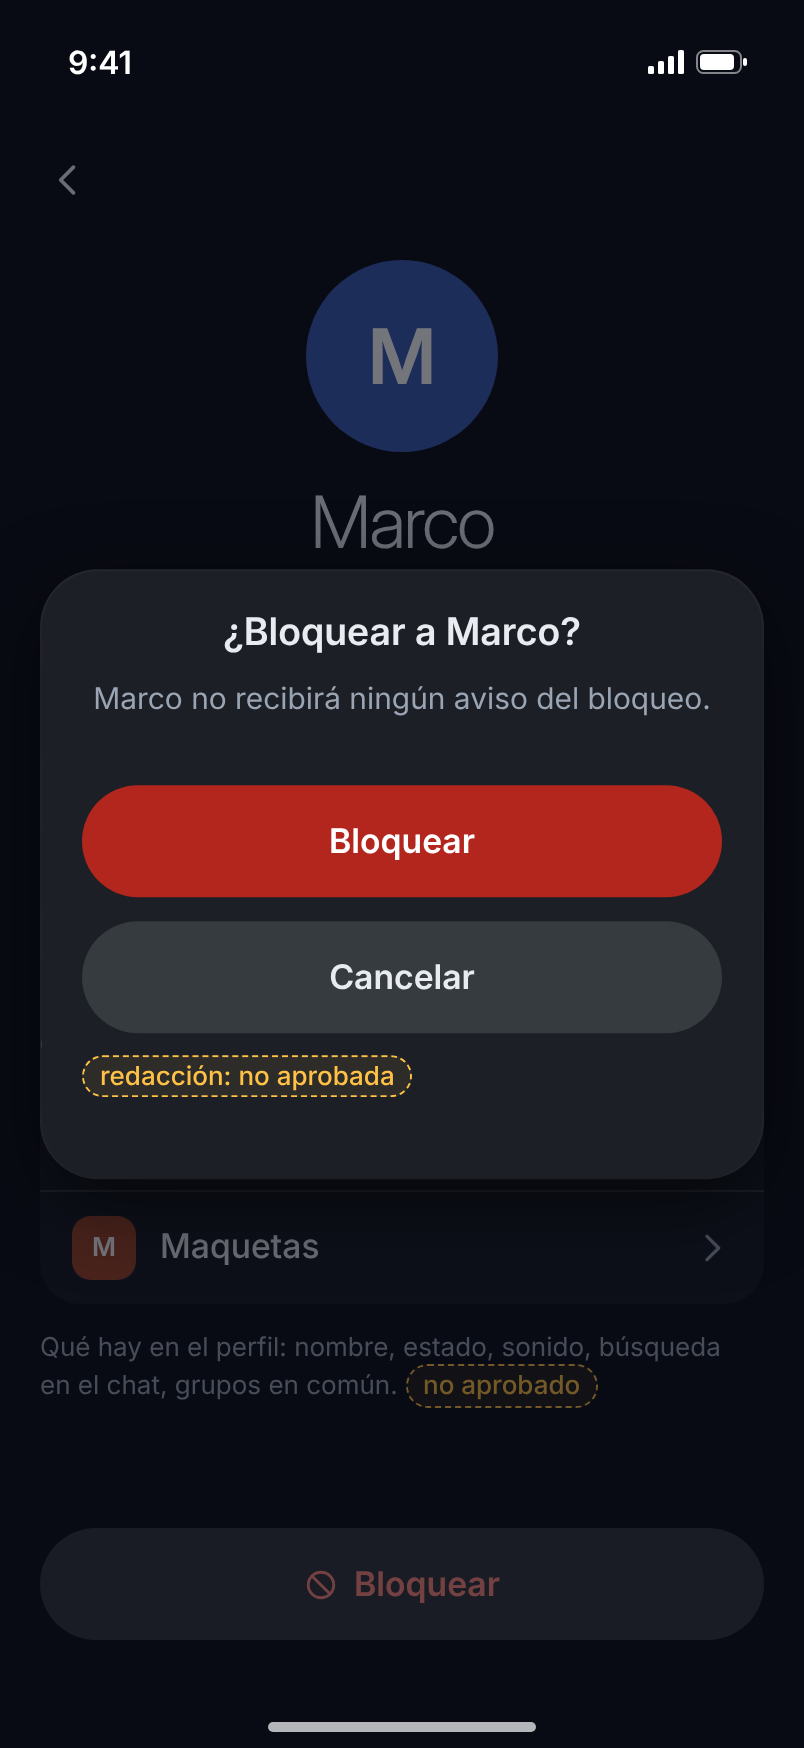 9:41
M
Marco
¿Bloquear a Marco?
Marco no recibirá ningún aviso del bloqueo.
Bloquear
Cancelar
redacción: no aprobada
M Maquetas
Qué hay en el perfil: nombre, estado, sonido, búsqueda
en el chat, grupos en común. no aprobado
Bloquear